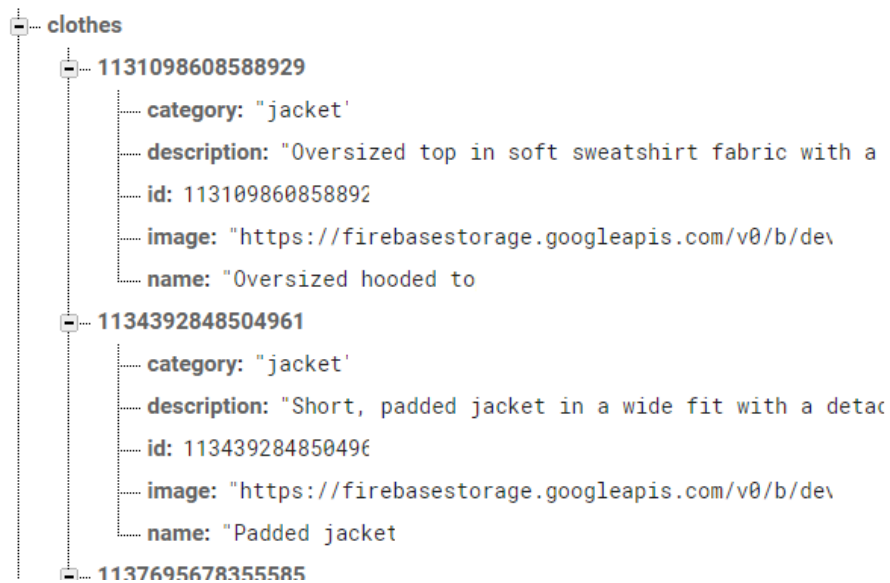 clothes
1131098608588929
category: "jacket'
description: "Oversized top in soft sweatshirt fabric with a
id: 113109860858892
image: "https://firebasestorage.googleapis.com/v0/b/dev
name: "Oversized hooded to
1134392848504961
category: "jacket'
description: "Short, padded jacket in a wide fit with a detac
id: 113439284850496
image: "https://firebasestorage.googleapis.com/v0/b/dev
name: "Padded jacket
1137695678355585